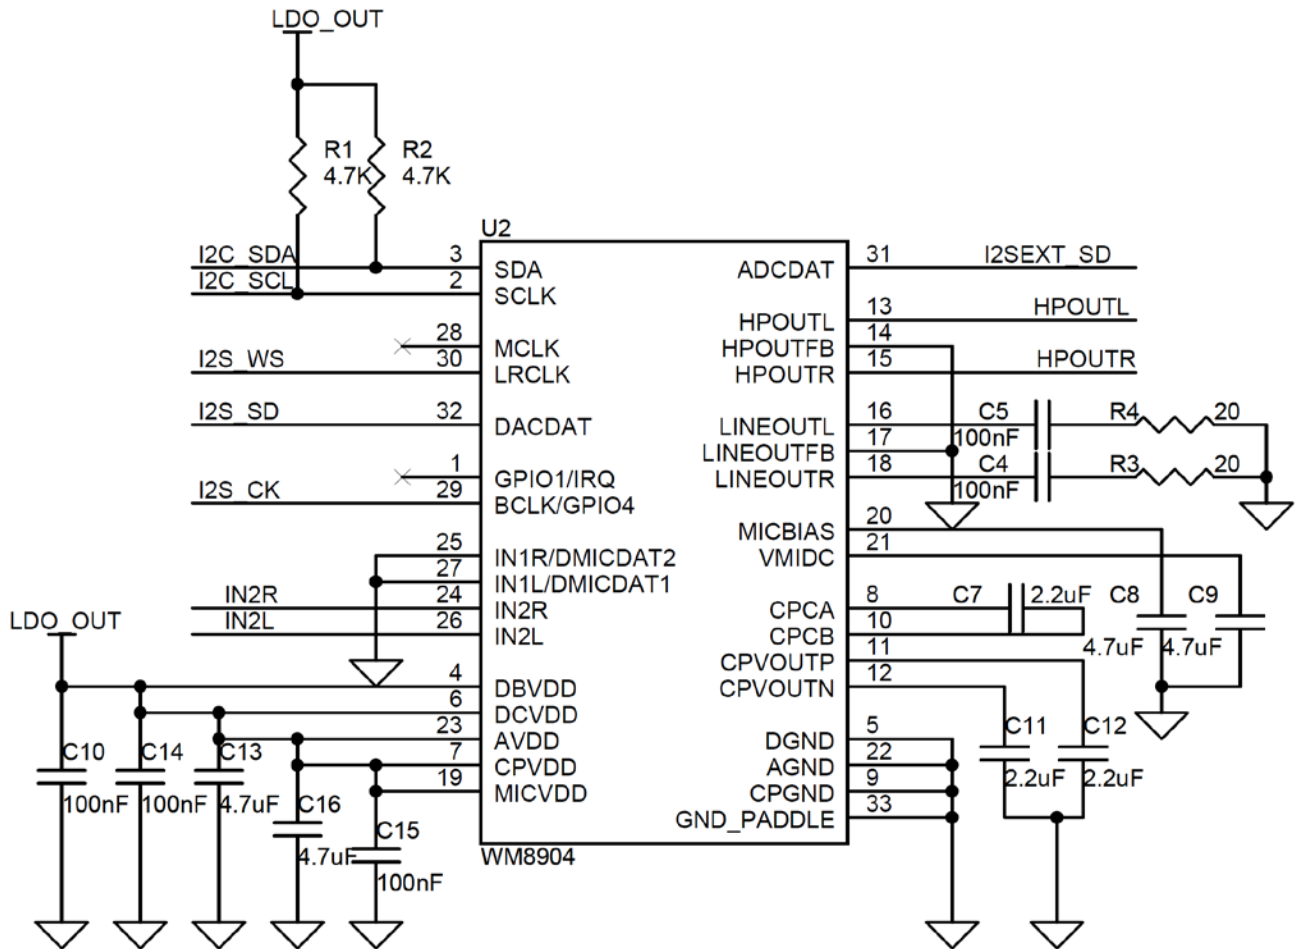 LDO_OUT
R1
4.7K
R2
4.7K
U2
I2C_SDA 3 SDA
I2C_SCL 2 SCLK
28 MCLK
I2S_WS 30 LRCLK
I2S_SD 32 DACDAT
1 GPIO1/IRQ
I2S_CK 29 BCLK/GPIO4
25 IN1R/DMICDAT2
27 IN1L/DMICDAT1
IN2R 24 IN2R
IN2L 26 IN2L
LDO_OUT
4 DBVDD
6 DCVDD
23 AVDD
7 CPVDD
19 MICVDD
C10
100nF
C14
100nF
C13
4.7uF
C16
4.7uF
C15
100nF
WM8904
ADCDAT 31 I2SEXT_SD
HPOUTL 13 HPOUTL
HPOUTFB 14
HPOUTR 15 HPOUTR
LINEOUTL 16 C5 R4 20
100nF
LINEOUTFB 17
LINEOUTR 18 C4 R3 20
100nF
MICBIAS 20
VMIDC 21
CPCA 8 C7 2.2uF C8 C9
CPCB 10 4.7uF 4.7uF
CPVOUTP 11
CPVOUTN 12
C11 C12
2.2uF 2.2uF
DGND 5
AGND 22
CPGND 9
GND_PADDLE 33